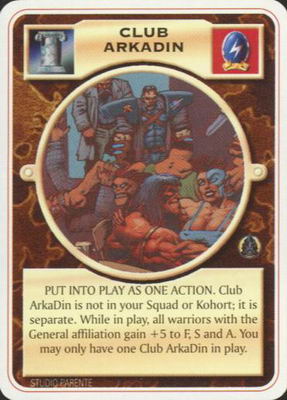 CLUB
ARKADIN
PUT INTO PLAY AS ONE ACTION. Club
ArkaDin is not in your Squad or Kohort; it is
separate. While in play, all warriors with the
General affiliation gain +5 to F, S and A. You
may only have one Club ArkaDin in play.
STUDIO PARENTE